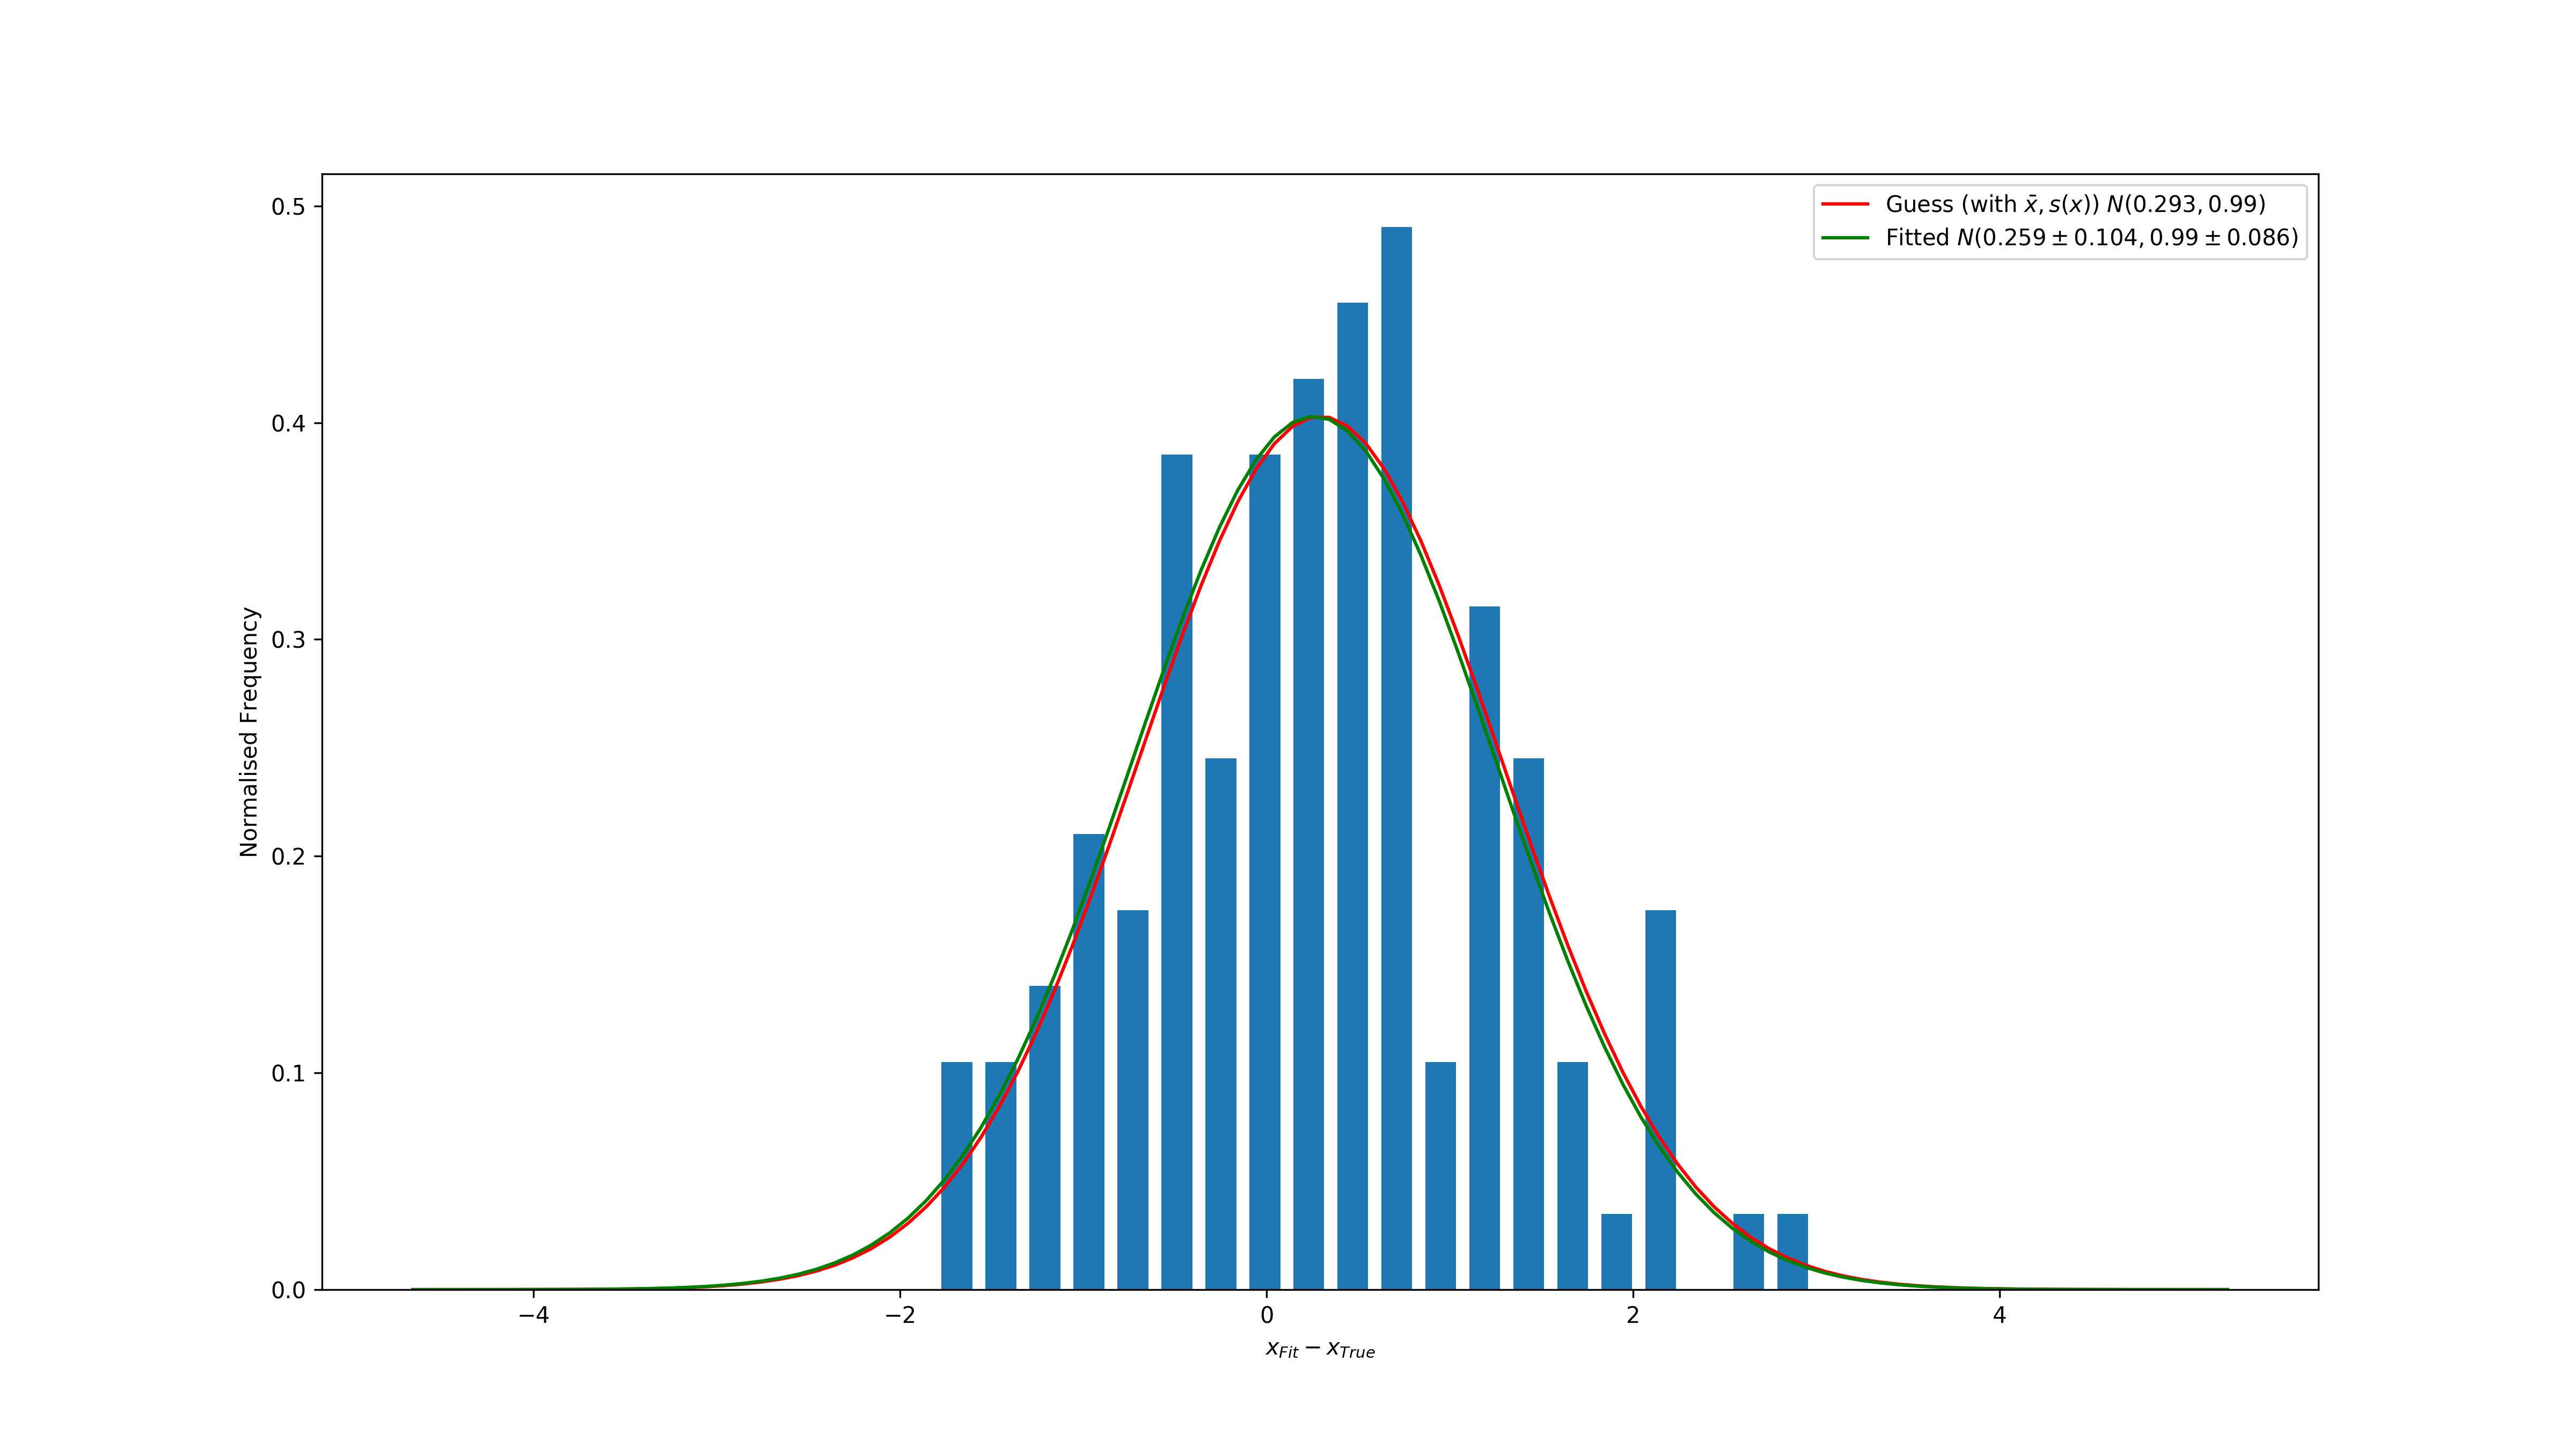 Guess (with x̄, s(x)) N(0.293, 0.99)
Fitted N(0.259 ± 0.104, 0.99 ± 0.086)
Normalised Frequency
0.5
0.4
0.3
0.2
0.1
0.0
−4 −2 0 2 4
x_Fit − x_True